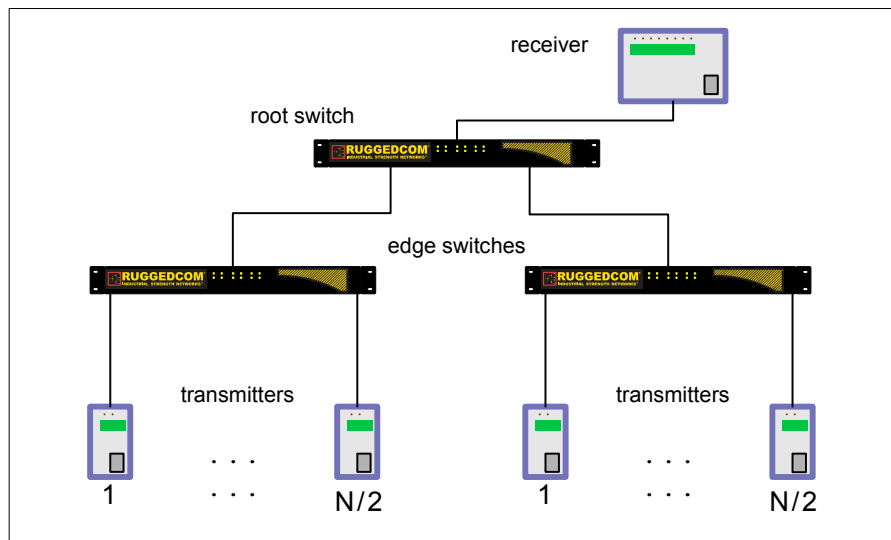 receiver
root switch
RUGGEDCOM
INDUSTRIAL STRENGTH NETWORKS
edge switches
RUGGEDCOM
INDUSTRIAL STRENGTH NETWORKS
RUGGEDCOM
INDUSTRIAL STRENGTH NETWORKS
transmitters
transmitters
. . .
. . .
. . .
. . .
1
N/2
1
N/2